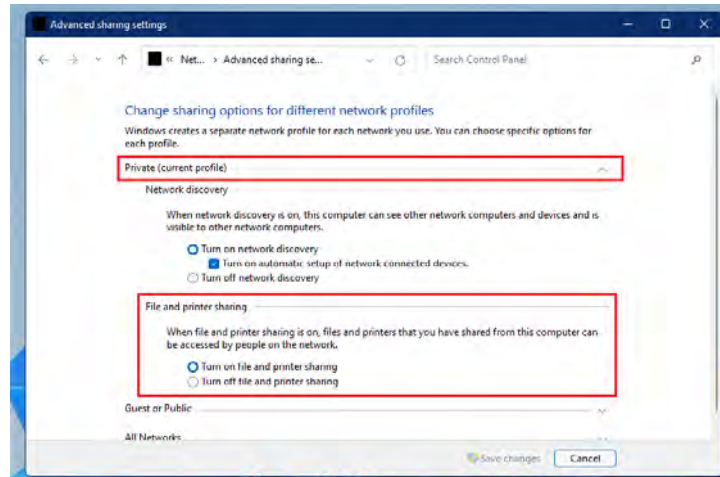 Advanced sharing settings
« Net... > Advanced sharing se...
Search Control Panel
Change sharing options for different network profiles
Windows creates a separate network profile for each network you use. You can choose specific options for
each profile.
Private (current profile)
Network discovery
When network discovery is on, this computer can see other network computers and devices and is
visible to other network computers.
Turn on network discovery
Turn on automatic setup of network connected devices.
Turn off network discovery
File and printer sharing
When file and printer sharing is on, files and printers that you have shared from this computer can
be accessed by people on the network.
Turn on file and printer sharing
Turn off file and printer sharing
Guest or Public
All Networks
Save changes
Cancel